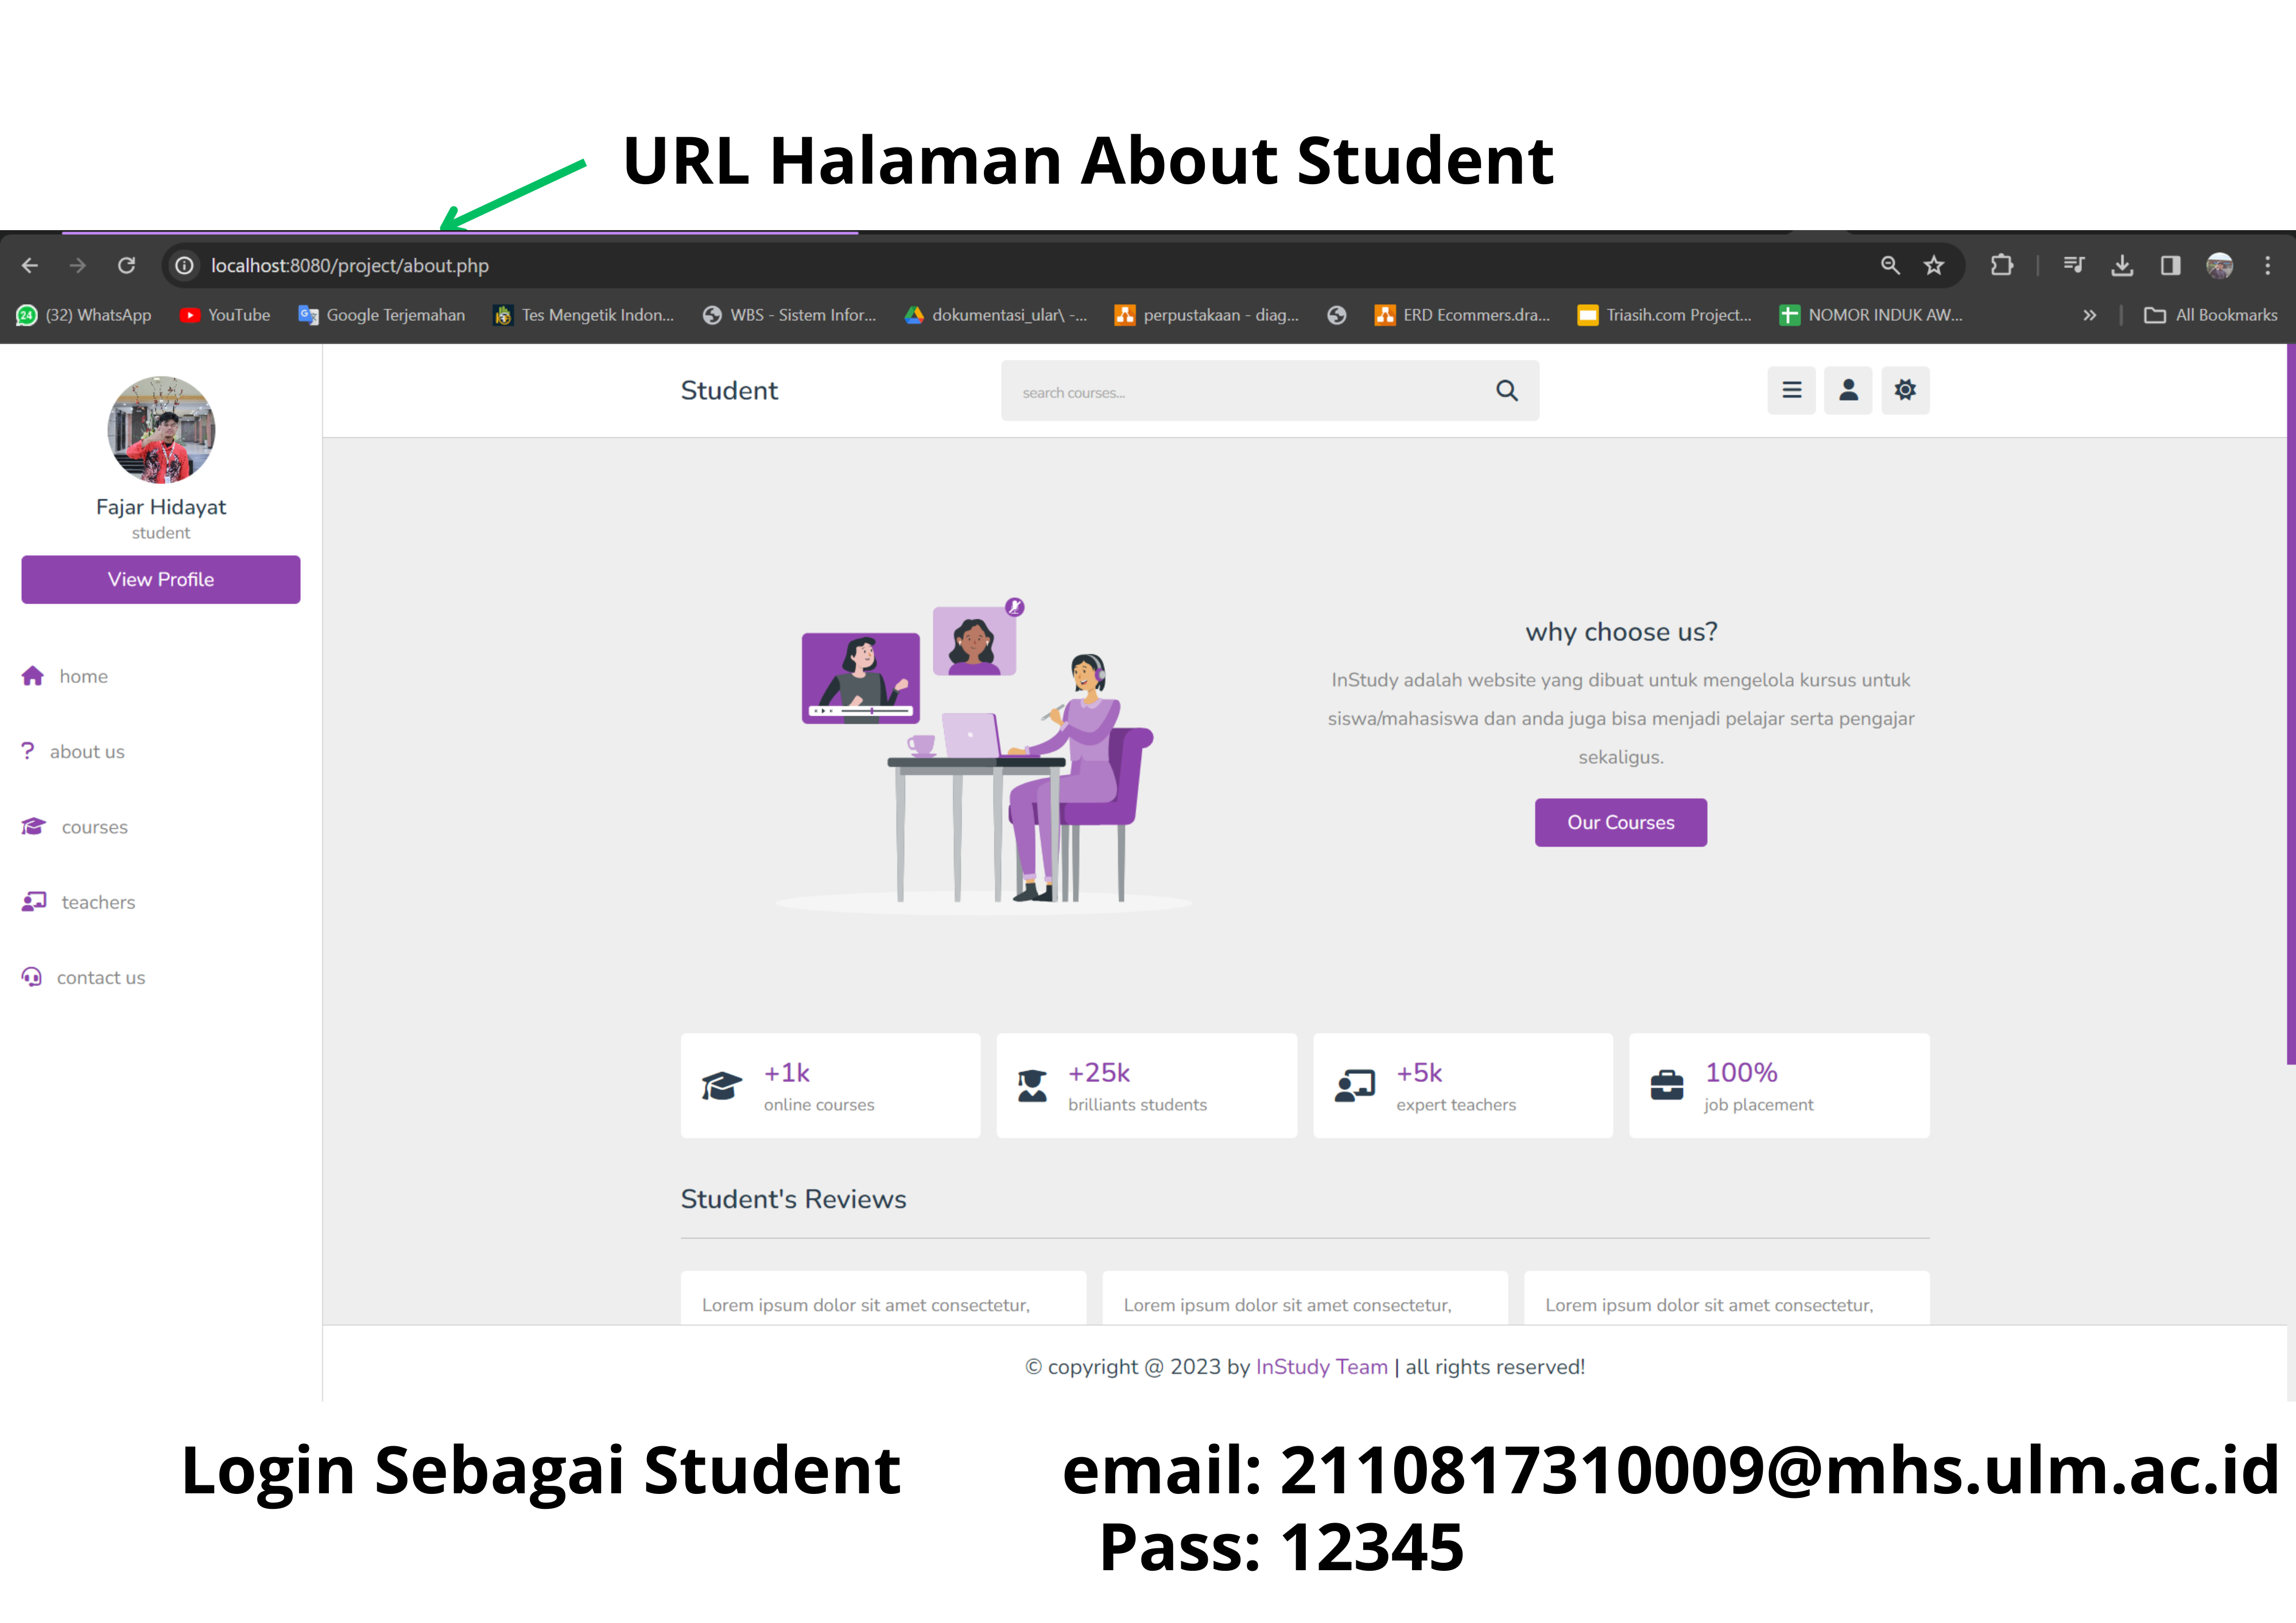 URL Halaman About Student
localhost:8080/project/about.php
24 (32) WhatsApp YouTube Google Terjemahan Tes Mengetik Indon... WBS - Sistem Infor... dokumentasi_ular\ -... perpustakaan - diag... ERD Ecommers.dra... Triasih.com Project... NOMOR INDUK AW... » All Bookmarks
Student
search courses...
Fajar Hidayat
student
View Profile
home
about us
courses
teachers
contact us
why choose us?
InStudy adalah website yang dibuat untuk mengelola kursus untuk
siswa/mahasiswa dan anda juga bisa menjadi pelajar serta pengajar
sekaligus.
Our Courses
+1k
online courses
+25k
brilliants students
+5k
expert teachers
100%
job placement
Student's Reviews
Lorem ipsum dolor sit amet consectetur,
Lorem ipsum dolor sit amet consectetur,
Lorem ipsum dolor sit amet consectetur,
© copyright @ 2023 by InStudy Team | all rights reserved!
Login Sebagai Student
email: 2110817310009@mhs.ulm.ac.id
Pass: 12345